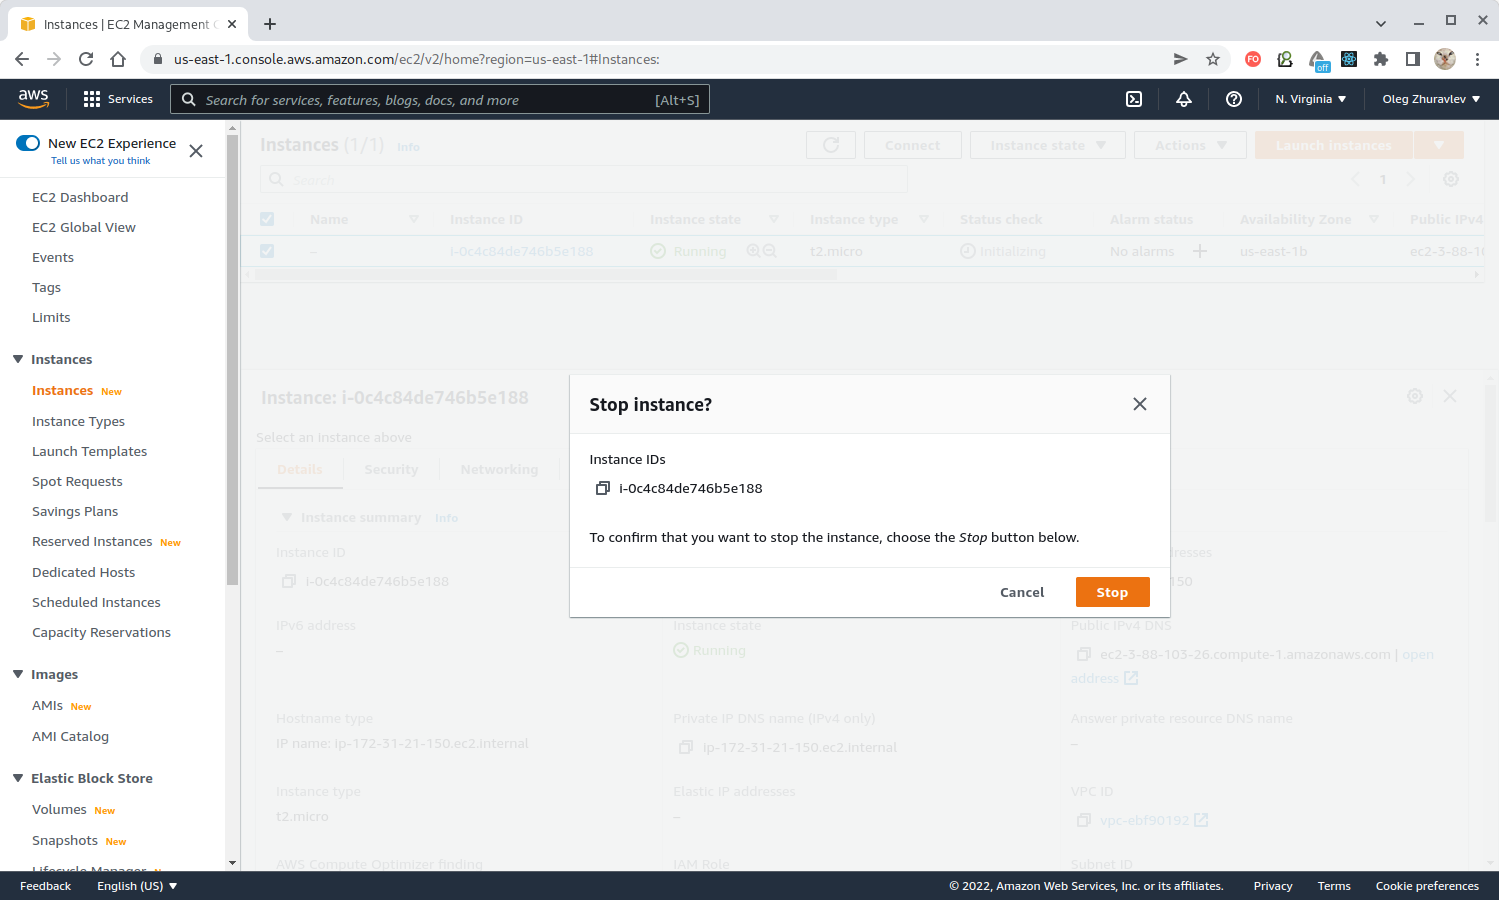 Instances | EC2 Management C
us-east-1.console.aws.amazon.com/ec2/v2/home?region=us-east-1#Instances:
FO
off
aws
Services
Search for services, features, blogs, docs, and more [Alt+S]
N. Virginia
Oleg Zhuravlev
New EC2 Experience
Tell us what you think
EC2 Dashboard
EC2 Global View
Events
Tags
Limits
Instances
Instances New
Instance Types
Launch Templates
Spot Requests
Savings Plans
Reserved Instances New
Dedicated Hosts
Scheduled Instances
Capacity Reservations
Images
AMIs New
AMI Catalog
Elastic Block Store
Volumes New
Snapshots New
Lifecycle Manager
Instances (1/1) Info
Connect
Instance state
Actions
Launch instances
Search
1
Name Instance ID Instance state Instance type Status check Alarm status Availability Zone Public IPv4
– i-0c4c84de746b5e188 Running t2.micro Initializing No alarms + us-east-1b ec2-3-88-10
Instance: i-0c4c84de746b5e188
Select an instance above
Details Security Networking
Instance summary Info
Instance ID
i-0c4c84de746b5e188
IPv6 address
–
Hostname type
IP name: ip-172-31-21-150.ec2.internal
Instance type
t2.micro
AWS Compute Optimizer finding
Instance state
Running
Private IP DNS name (IPv4 only)
ip-172-31-21-150.ec2.internal
Elastic IP addresses
–
IAM Role
esses
150
Public IPv4 DNS
ec2-3-88-103-26.compute-1.amazonaws.com | open
address
Answer private resource DNS name
–
VPC ID
vpc-ebf90192
Subnet ID
Stop instance?
Instance IDs
i-0c4c84de746b5e188
To confirm that you want to stop the instance, choose the Stop button below.
Cancel
Stop
Feedback
English (US)
© 2022, Amazon Web Services, Inc. or its affiliates.
Privacy
Terms
Cookie preferences